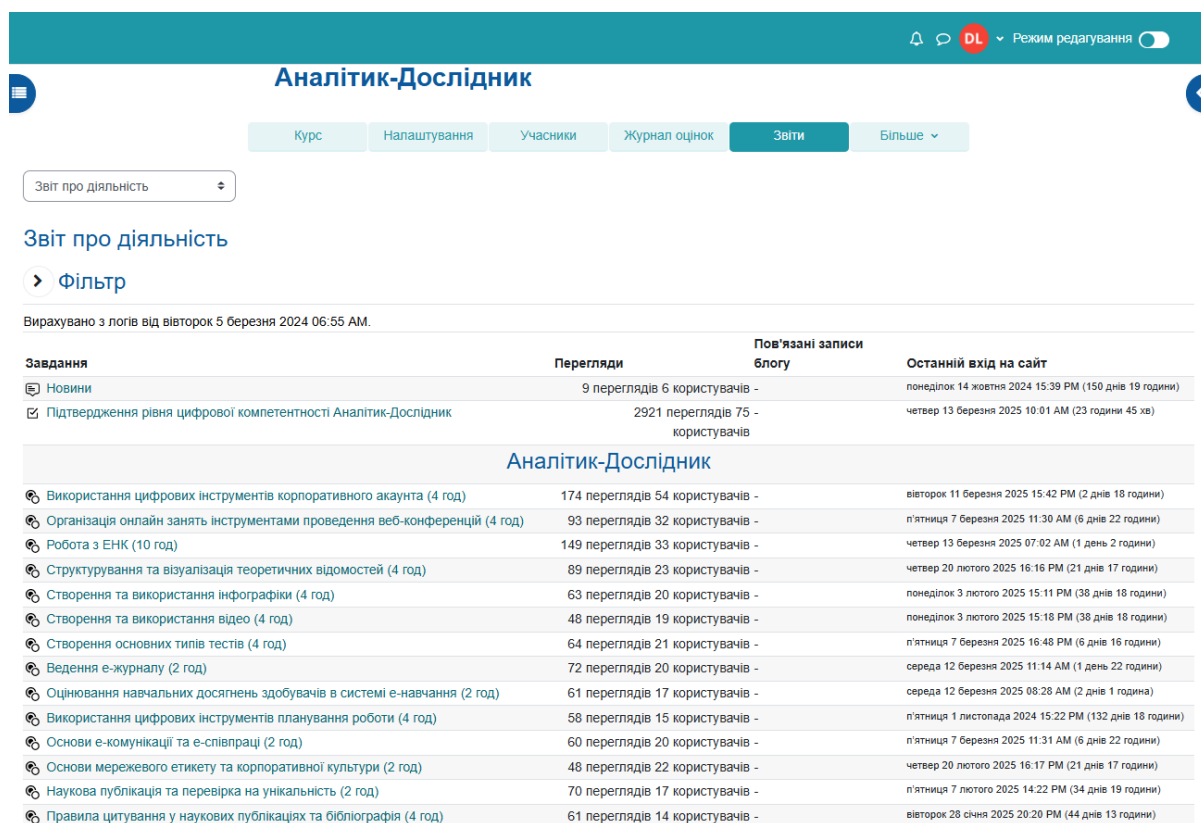 DL Режим редагування
Аналітик-Дослідник
Курс Налаштування Учасники Журнал оцінок Звіти Більше
Звіт про діяльність
Звіт про діяльність
Фільтр
Вирахувано з логів від вівторок 5 березня 2024 06:55 AM.
Завдання Перегляди Пов'язані записи блогу Останній вхід на сайт
Новини 9 переглядів 6 користувачів - понеділок 14 жовтня 2024 15:39 PM (150 днів 19 години)
Підтвердження рівня цифрової компетентності Аналітик-Дослідник 2921 переглядів 75 - четвер 13 березня 2025 10:01 AM (23 години 45 хв)
користувачів
Аналітик-Дослідник
Використання цифрових інструментів корпоративного акаунта (4 год) 174 переглядів 54 користувачів - вівторок 11 березня 2025 15:42 PM (2 днів 18 години)
Організація онлайн занять інструментами проведення веб-конференцій (4 год) 93 переглядів 32 користувачів - п'ятниця 7 березня 2025 11:30 AM (6 днів 22 години)
Робота з ЕНК (10 год) 149 переглядів 33 користувачів - четвер 13 березня 2025 07:02 AM (1 день 2 години)
Структурування та візуалізація теоретичних відомостей (4 год) 89 переглядів 23 користувачів - четвер 20 лютого 2025 16:16 PM (21 днів 17 години)
Створення та використання інфографіки (4 год) 63 переглядів 20 користувачів - понеділок 3 лютого 2025 15:11 PM (38 днів 18 години)
Створення та використання відео (4 год) 48 переглядів 19 користувачів - понеділок 3 лютого 2025 15:18 PM (38 днів 18 години)
Створення основних типів тестів (4 год) 64 переглядів 21 користувачів - п'ятниця 7 березня 2025 16:48 PM (6 днів 16 години)
Ведення е-журналу (2 год) 72 переглядів 20 користувачів - середа 12 березня 2025 11:14 AM (1 день 22 години)
Оцінювання навчальних досягнень здобувачів в системі е-навчання (2 год) 61 переглядів 17 користувачів - середа 12 березня 2025 08:28 AM (2 днів 1 година)
Використання цифрових інструментів планування роботи (4 год) 58 переглядів 15 користувачів - п'ятниця 1 листопада 2024 15:22 PM (132 днів 18 години)
Основи е-комунікації та е-співпраці (2 год) 60 переглядів 20 користувачів - п'ятниця 7 березня 2025 11:31 AM (6 днів 22 години)
Основи мережевого етикету та корпоративної культури (2 год) 48 переглядів 22 користувачів - четвер 20 лютого 2025 16:17 PM (21 днів 17 години)
Наукова публікація та перевірка на унікальність (2 год) 70 переглядів 17 користувачів - п'ятниця 7 лютого 2025 14:22 PM (34 днів 19 години)
Правила цитування у наукових публікаціях та бібліографія (4 год) 61 переглядів 14 користувачів - вівторок 28 січня 2025 20:20 PM (44 днів 13 години)